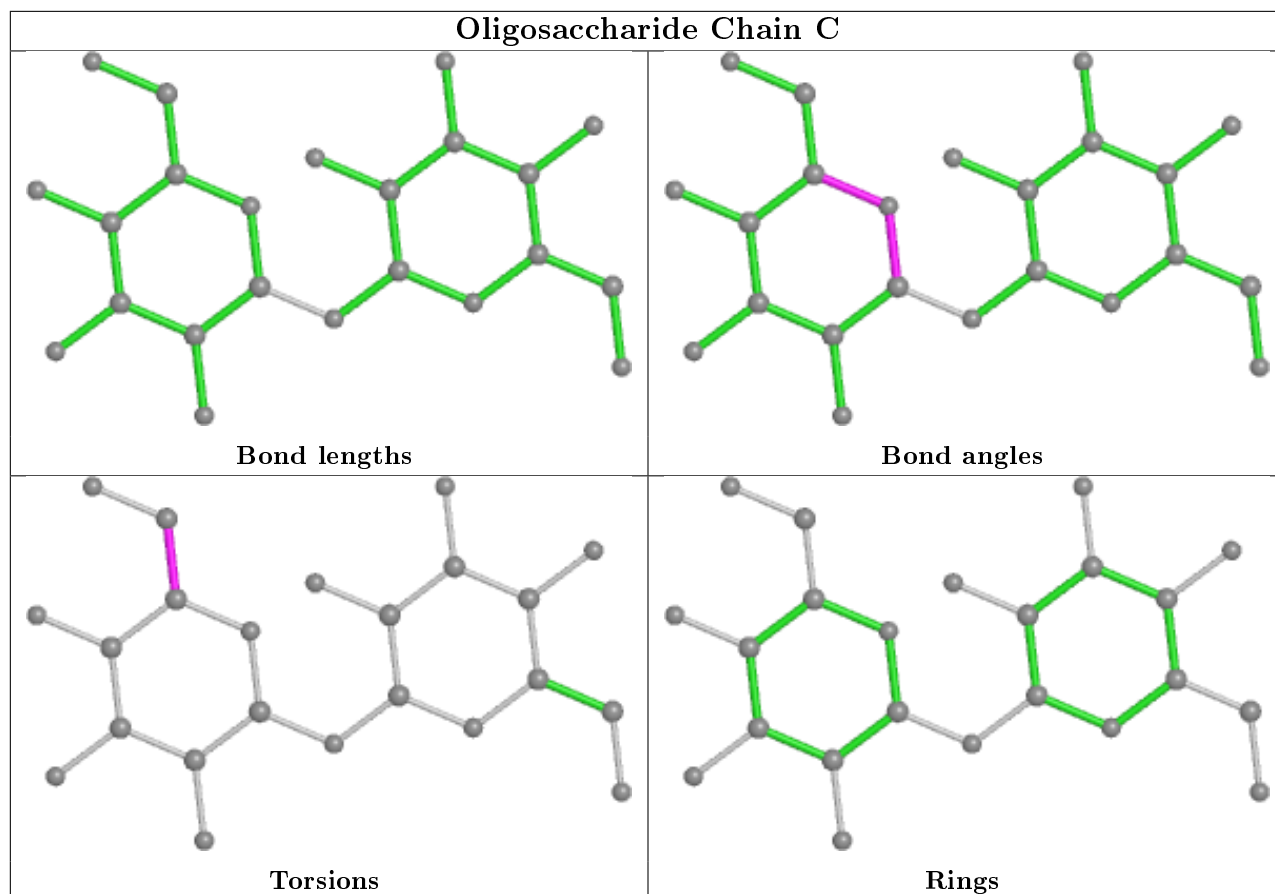 Oligosaccharide Chain C
Bond lengths
Bond angles
Torsions
Rings